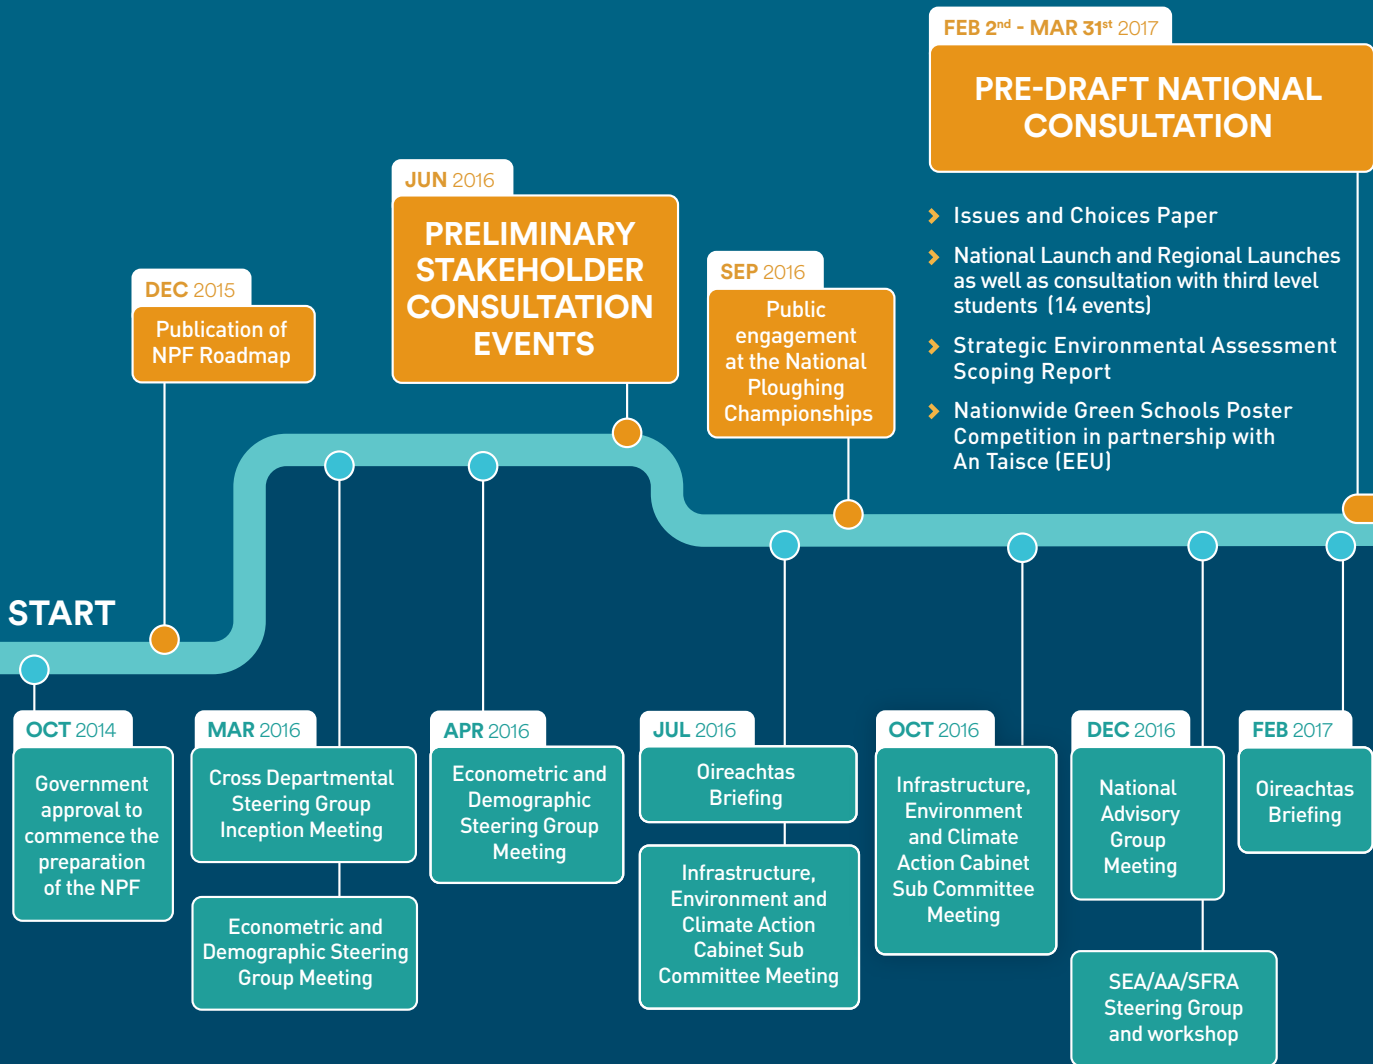 FEB 2nd - MAR 31st 2017
PRE-DRAFT NATIONAL
CONSULTATION
Issues and Choices Paper
National Launch and Regional Launches
as well as consultation with third level
students (14 events)
Strategic Environmental Assessment
Scoping Report
Nationwide Green Schools Poster
Competition in partnership with
An Taisce (EEU)
JUN 2016
PRELIMINARY
STAKEHOLDER
CONSULTATION
EVENTS
SEP 2016
Public
engagement
at the National
Ploughing
Championships
DEC 2015
Publication of
NPF Roadmap
START
OCT 2014
Government
approval to
commence the
preparation
of the NPF
MAR 2016
Cross Departmental
Steering Group
Inception Meeting
Econometric and
Demographic Steering
Group Meeting
APR 2016
Econometric and
Demographic
Steering Group
Meeting
JUL 2016
Oireachtas
Briefing
Infrastructure,
Environment and
Climate Action
Cabinet Sub
Committee Meeting
OCT 2016
Infrastructure,
Environment
and Climate
Action Cabinet
Sub Committee
Meeting
DEC 2016
National
Advisory
Group
Meeting
SEA/AA/SFRA
Steering Group
and workshop
FEB 2017
Oireachtas
Briefing